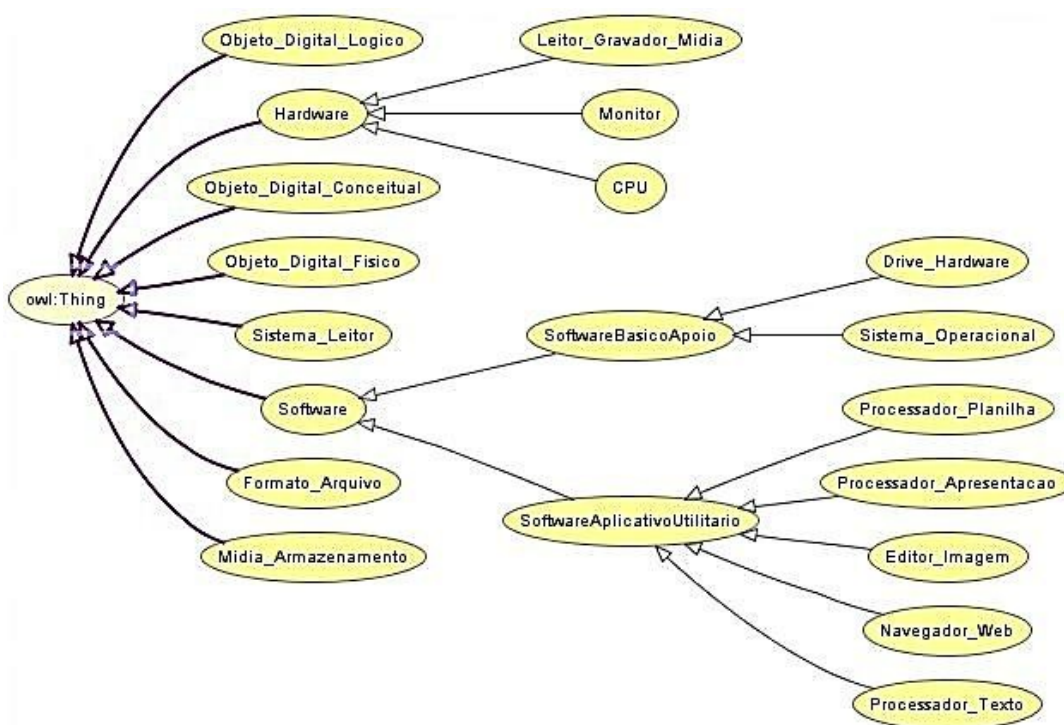 Objeto_Digital_Logico
Leitor_Gravador_Midia
Hardware
Monitor
Objeto_Digital_Conceitual
CPU
Objeto_Digital_Fisico
Drive_Hardware
owl:Thing
Sistema_Leitor
SoftwareBasicoApoio
Sistema_Operacional
Software
Processador_Planilha
Formato_Arquivo
Processador_Apresentacao
SoftwareAplicativoUtilitario
Midia_Armazenamento
Editor_Imagem
Navegador_Web
Processador_Texto